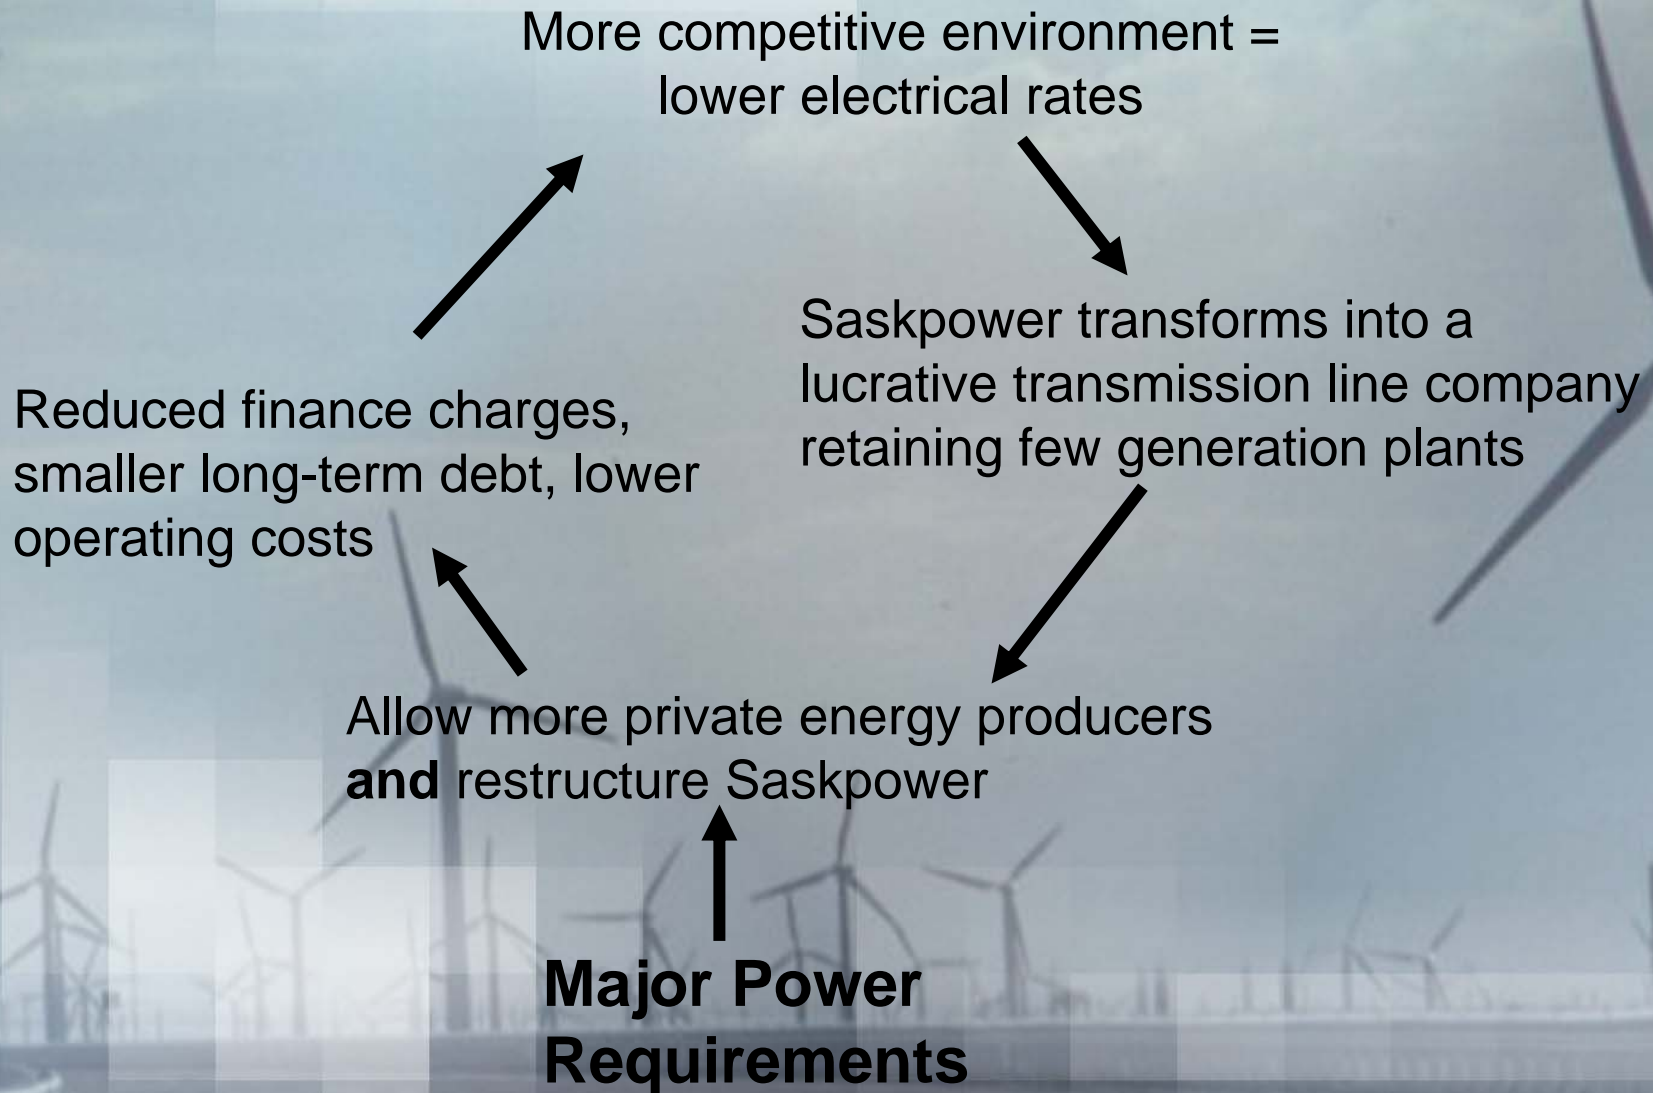 More competitive environment =
lower electrical rates
Saskpower transforms into a
lucrative transmission line company
retaining few generation plants
Reduced finance charges,
smaller long-term debt, lower
operating costs
Allow more private energy producers
and restructure Saskpower
Major Power
Requirements